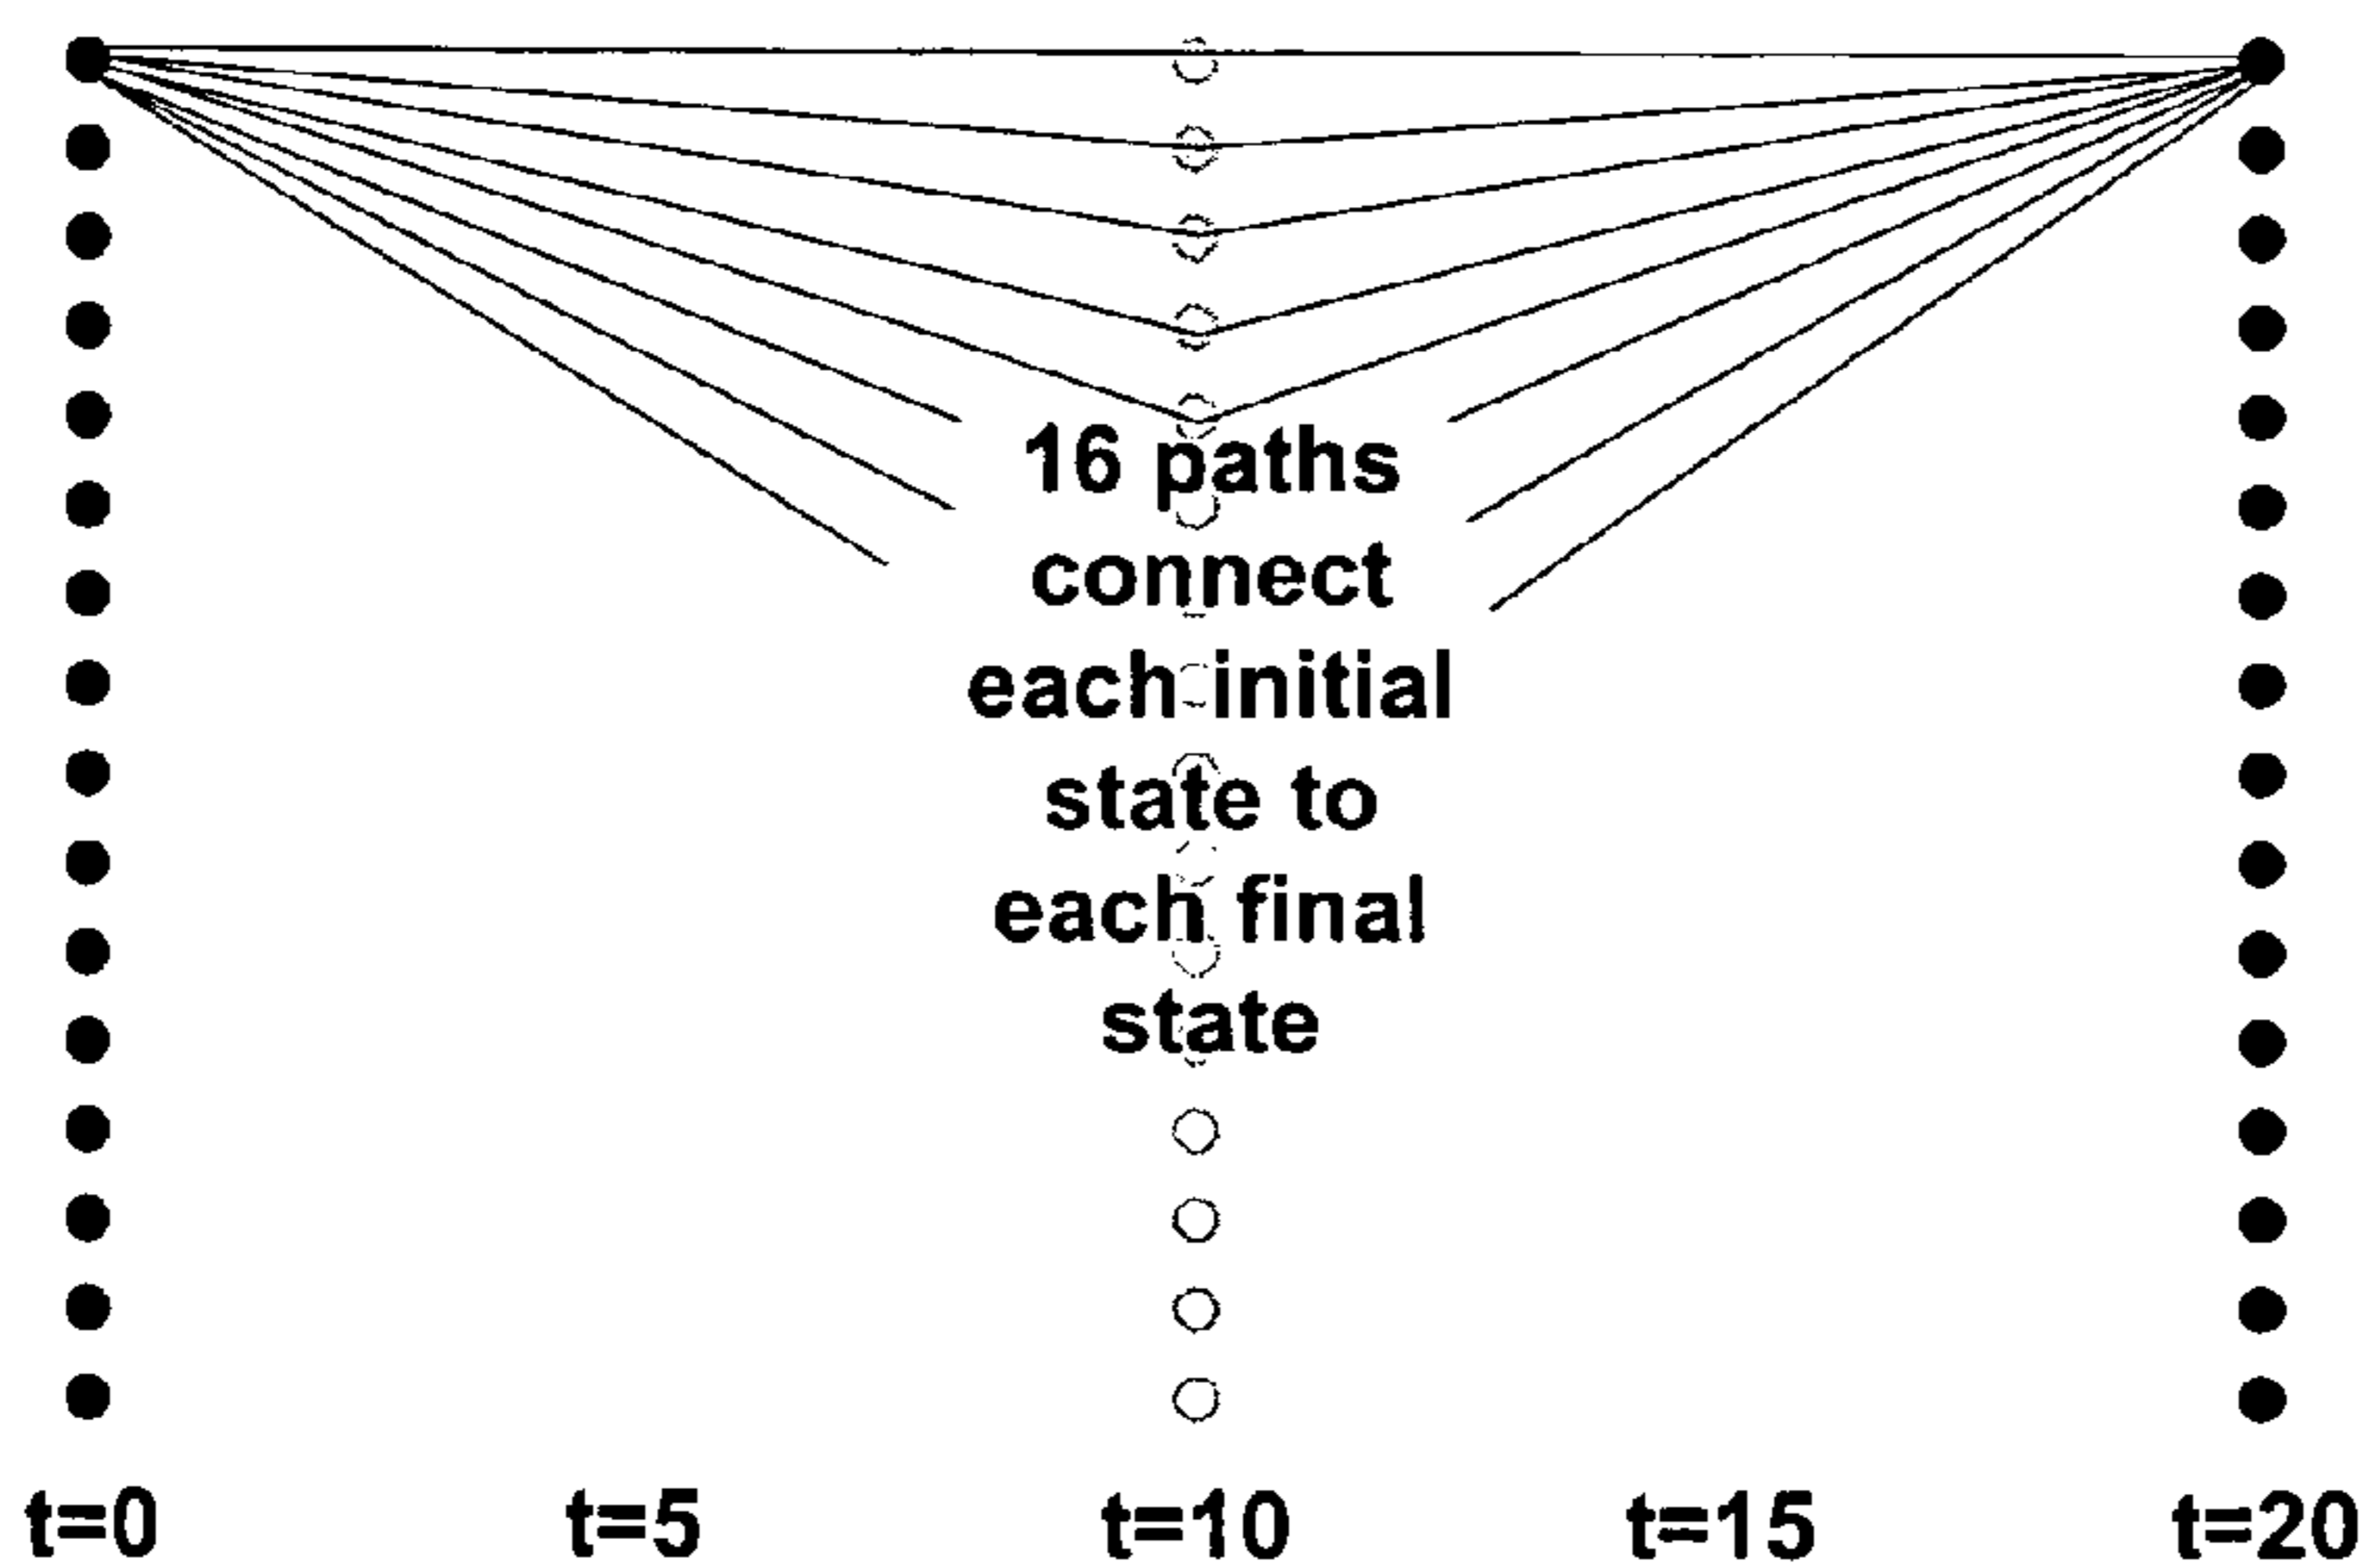 16 paths
connect
each initial
state to
each final
state
t=0 t=5 t=10 t=15 t=20